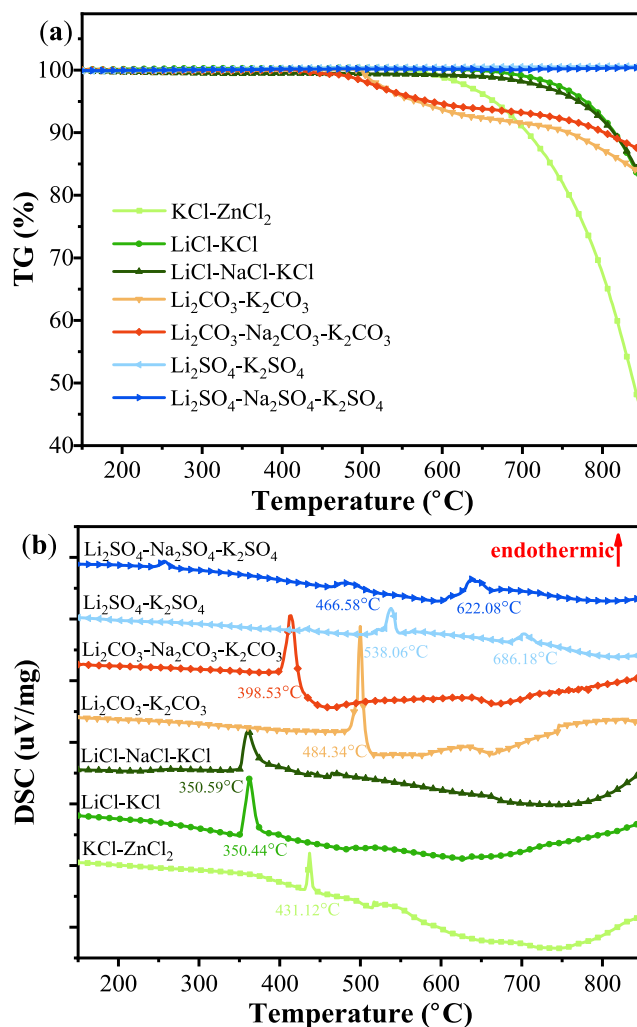 (a)
100
90
80
70
60
50
40
TG (%)
KCl-ZnCl₂
LiCl-KCl
LiCl-NaCl-KCl
Li₂CO₃-K₂CO₃
Li₂CO₃-Na₂CO₃-K₂CO₃
Li₂SO₄-K₂SO₄
Li₂SO₄-Na₂SO₄-K₂SO₄
200 300 400 500 600 700 800
Temperature (°C)
(b)
endothermic
Li₂SO₄-Na₂SO₄-K₂SO₄
466.58°C 622.08°C
Li₂SO₄-K₂SO₄
538.06°C 686.18°C
Li₂CO₃-Na₂CO₃-K₂CO₃
398.53°C
Li₂CO₃-K₂CO₃
484.34°C
LiCl-NaCl-KCl
350.59°C
LiCl-KCl
350.44°C
KCl-ZnCl₂
431.12°C
DSC (uV/mg)
200 300 400 500 600 700 800
Temperature (°C)